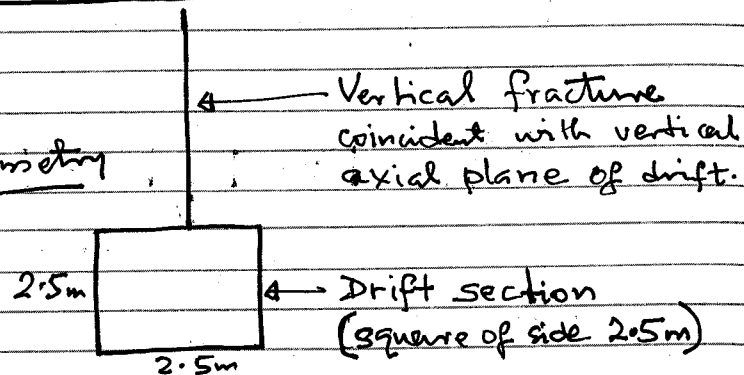 Vertical fracture
coincident with vertical
axial plane of drift.
2.5m
Drift section
(square of side 2.5m)
2.5m